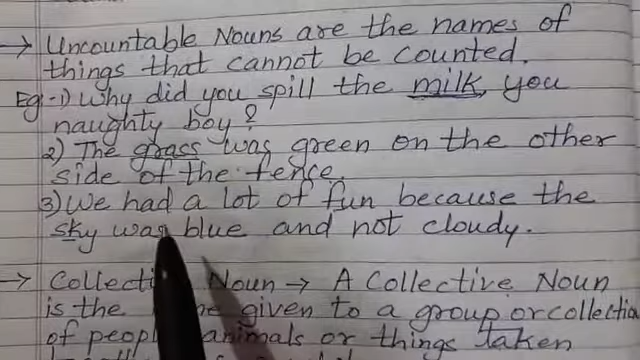 → Uncountable Nouns are the names of
things that cannot be counted.
Eg:-1) Why did you spill the milk, you
naughty boy?
2) The grass was green on the other
side of the fence.
3) We had a lot of fun because the
sky was blue and not cloudy.
→ Noun → A Collective Noun
is the given to a group or collection
of animals or things taken